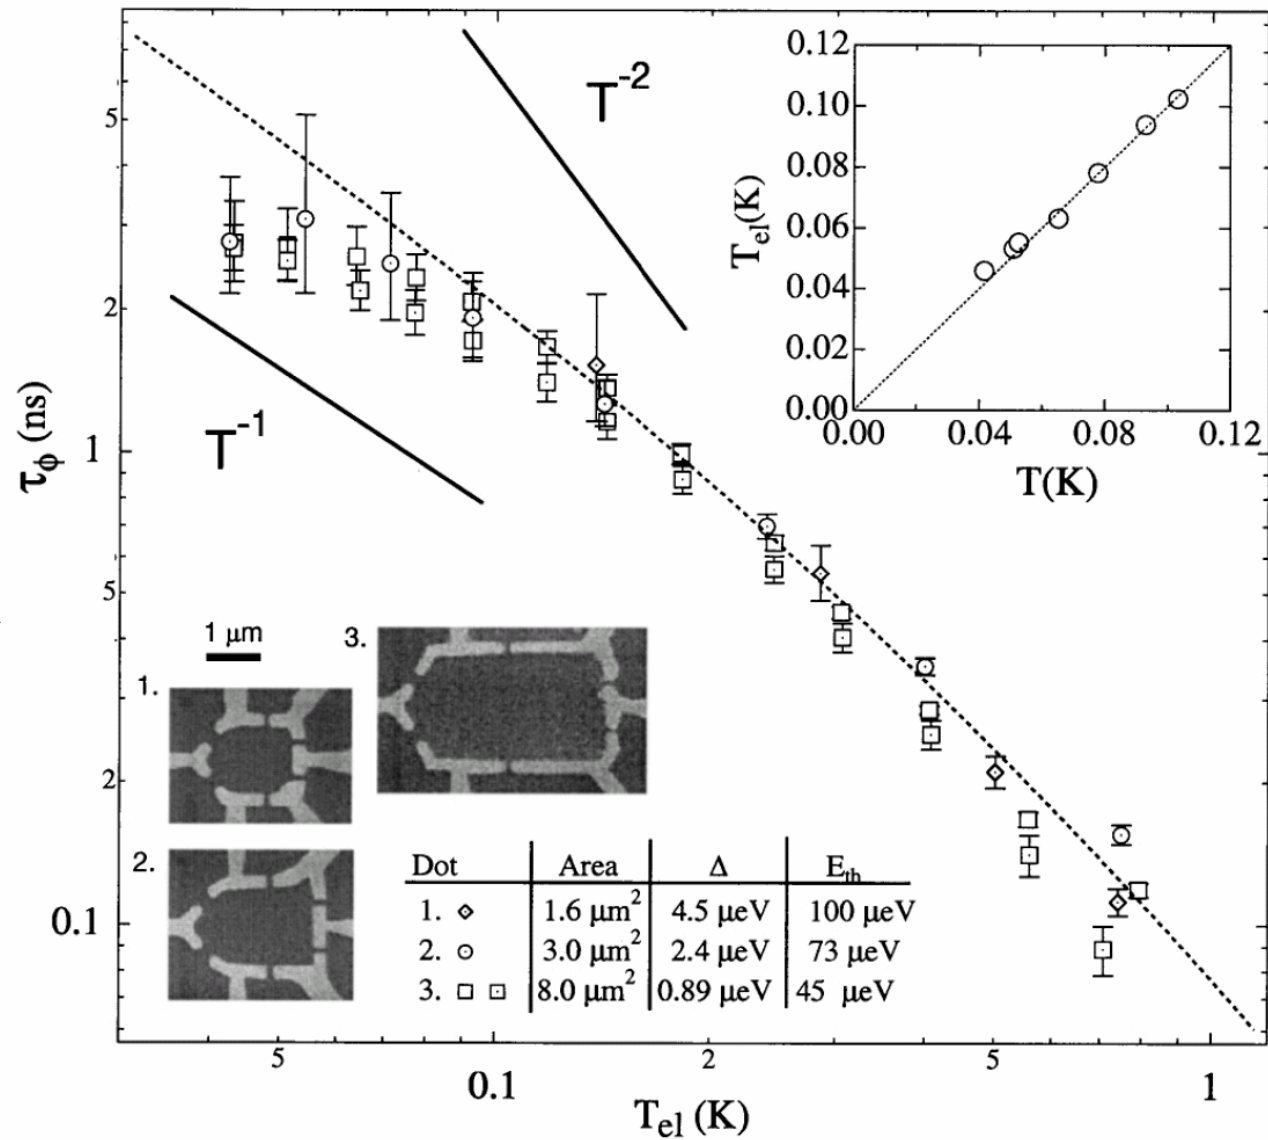 T⁻²
T⁻¹
τϕ (ns)
5
2
1
5
2
0.1
5
0.1
2
5
1
Tel (K)
0.12
0.10
0.08
0.06
0.04
0.02
0.00
Tel(K)
0.00 0.04 0.08 0.12
T(K)
1 μm
1.
2.
3.
Dot Area Δ Eth
1. ◇ 1.6 μm² 4.5 μeV 100 μeV
2. ⊙ 3.0 μm² 2.4 μeV 73 μeV
3. □ ⊡ 8.0 μm² 0.89 μeV 45 μeV